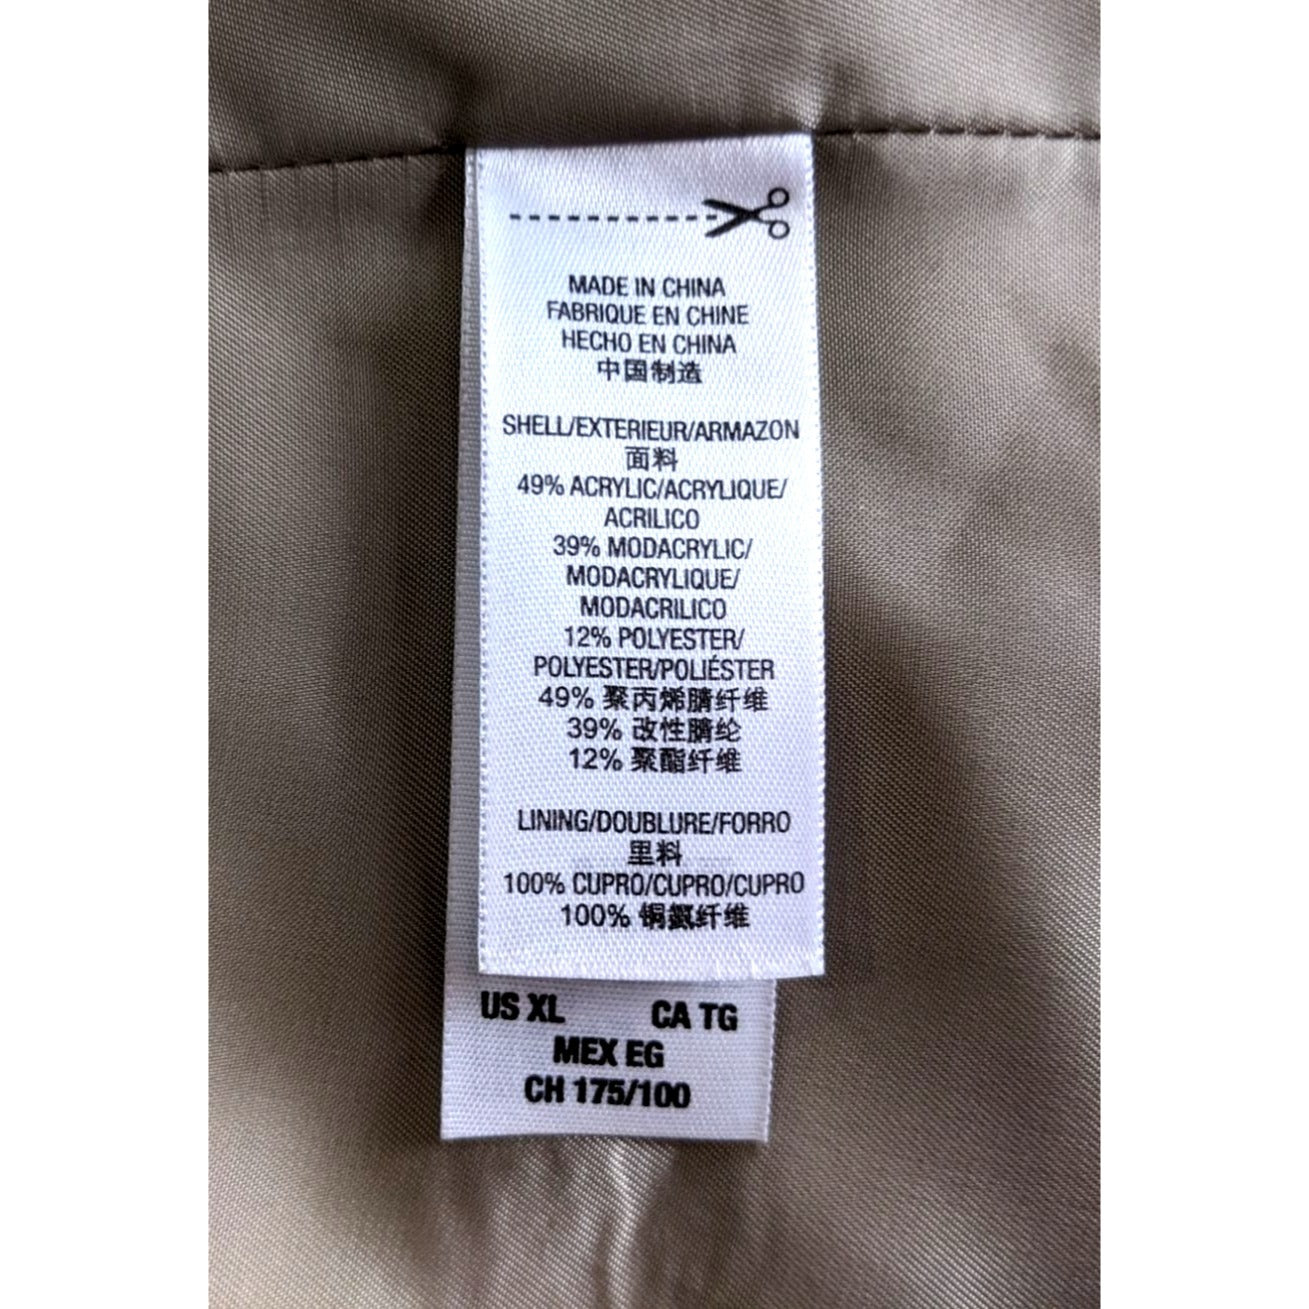 MADE IN CHINA
FABRIQUE EN CHINE
HECHO EN CHINA
中国制造
SHELL/EXTERIEUR/ARMAZON
面料
49% ACRYLIC/ACRYLIQUE/
ACRILICO
39% MODACRYLIC/
MODACRYLIQUE/
MODACRILICO
12% POLYESTER/
POLYESTER/POLIÉSTER
49% 聚丙烯腈纤维
39% 改性腈纶
12% 聚酯纤维
LINING/DOUBLURE/FORRO
里料
100% CUPRO/CUPRO/CUPRO
100% 铜氨纤维
US XL CA TG
MEX EG
CH 175/100